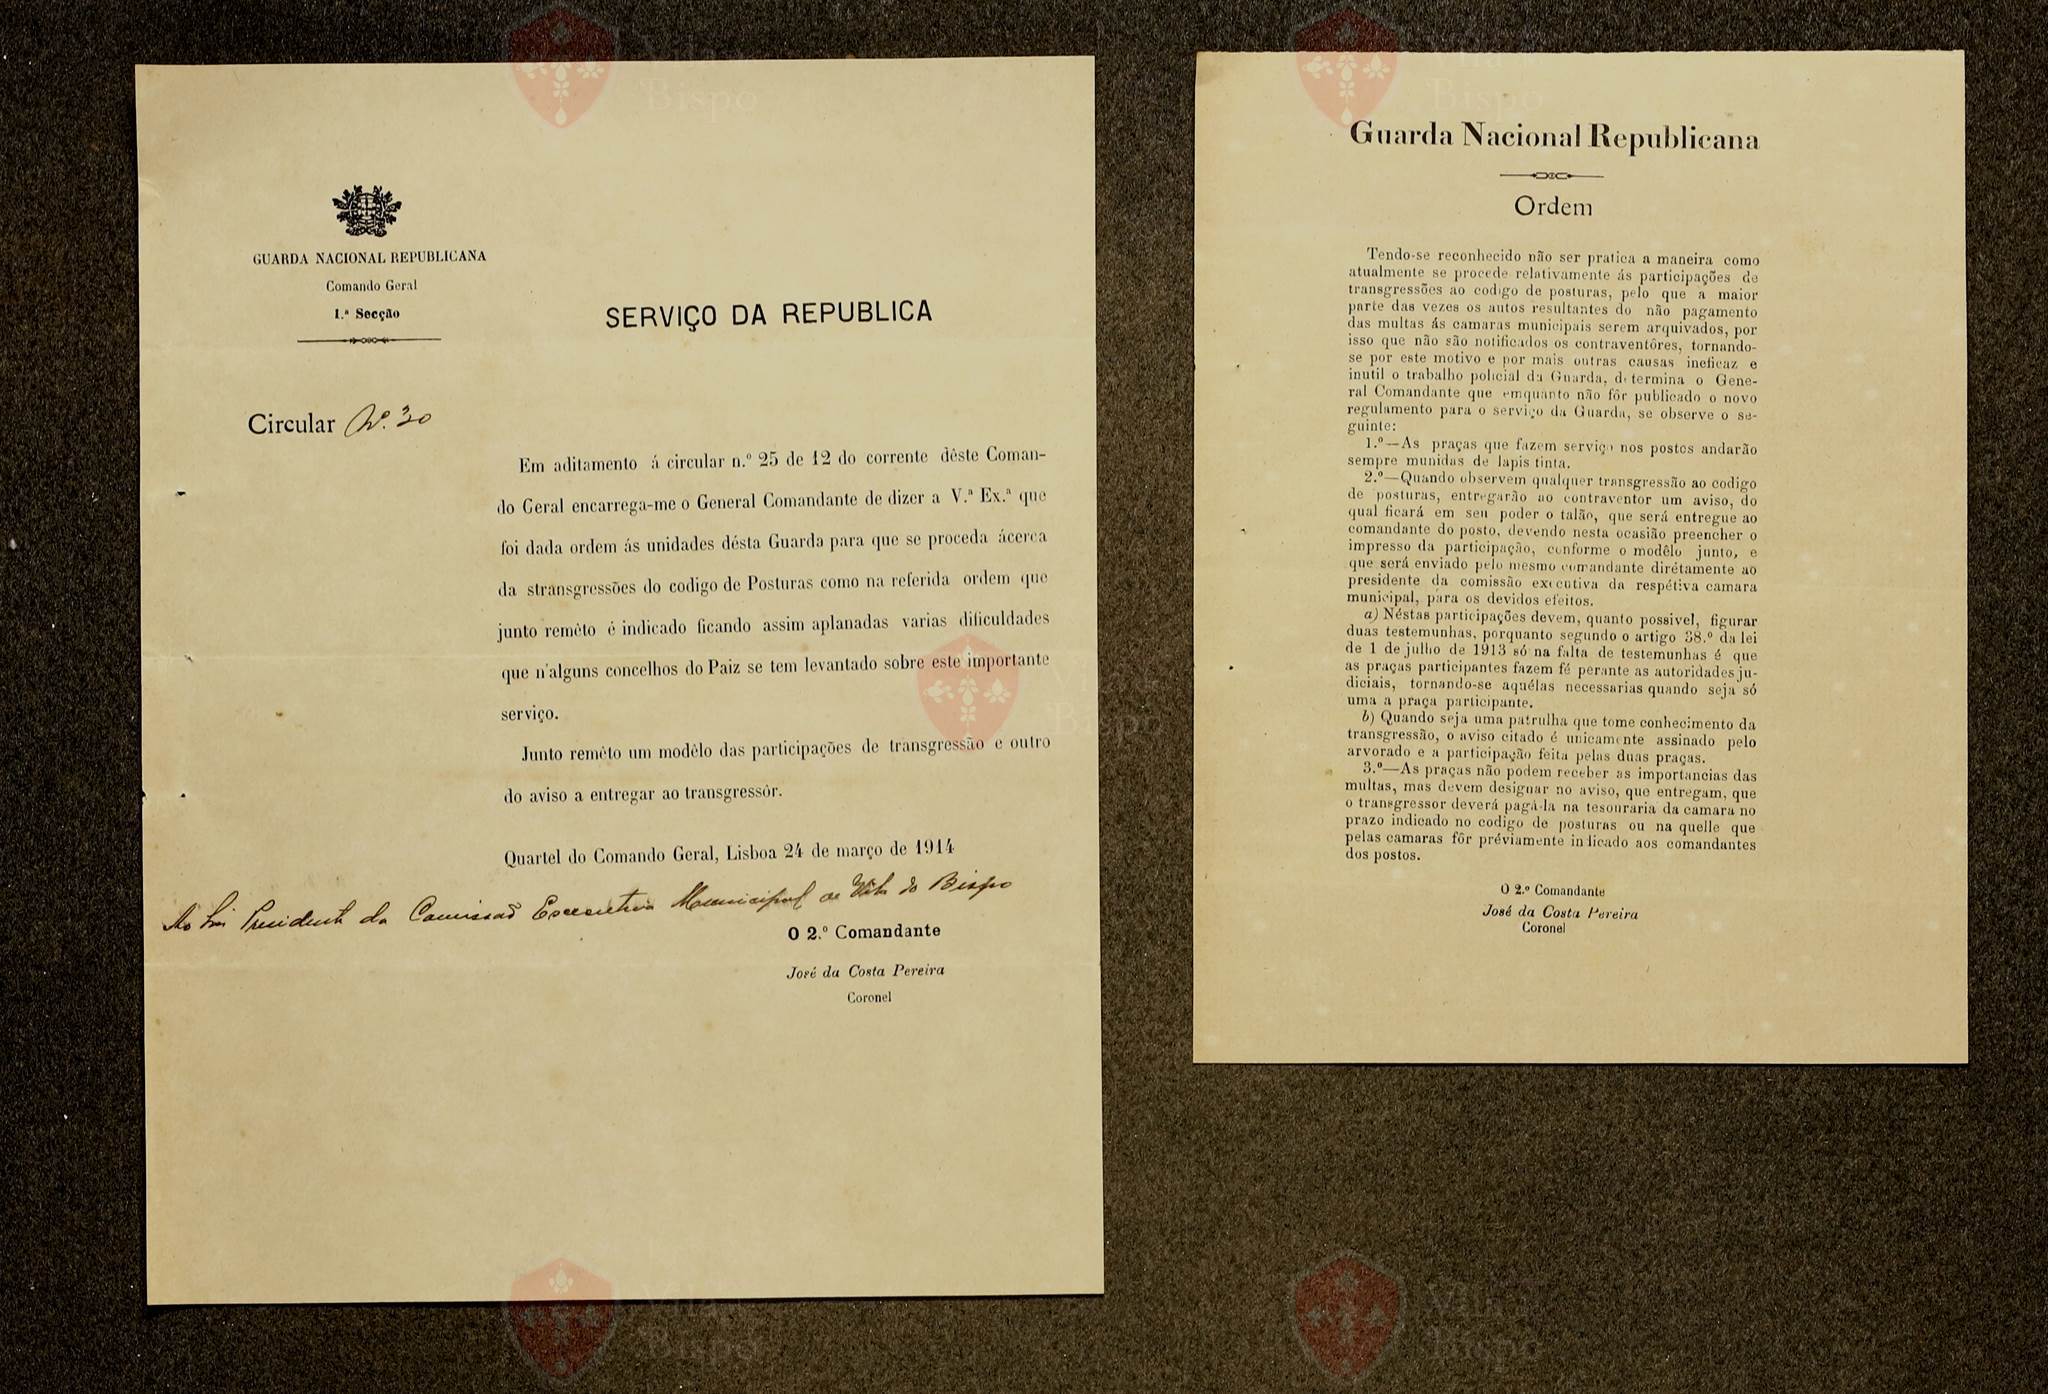 GUARDA NACIONAL REPUBLICANA
Comando Geral
1.ª Secção
SERVIÇO DA REPUBLICA
Circular N.º 30
Em aditamento á circular n.º 25 de 12 do corrente dêste Coman-
do Geral encarrega-me o General Comandante de dizer a V.ª Ex.ª que
foi dada ordem ás unidades désta Guarda para que se proceda ácerca
da stransgressões do codigo de Posturas como na referida ordem que
junto remêto é indicado ficando assim aplanadas varias dificuldades
que n'alguns concelhos do Paiz se tem levantado sobre este importante
serviço.
Junto remêto um modêlo das participações de transgressão e outro
do aviso a entregar ao transgressôr.
Quartel do Comando Geral, Lisboa 24 de março de 1914
Ao Snr Presidente da Comissão Executiva Municipal de Vila do Bispo
O 2.º Comandante
José da Costa Pereira
Coronel
Guarda Nacional Republicana
Ordem
Tendo-se reconhecido não ser pratica a maneira como
atualmente se procede relativamente ás participações de
transgressões ao codigo de posturas, pelo que a maior
parte das vezes os autos resultantes do não pagamento
das multas ás camaras municipais serem arquivados, por
isso que não são notificados os contraventôres, tornando-
se por este motivo e por mais outras causas ineficaz e
inutil o trabalho policial da Guarda, determina o Gene-
ral Comandante que emquanto não fôr publicado o novo
regulamento para o serviço da Guarda, se observe o se-
guinte:
1.º—As praças que fazem serviço nos postos andarão
sempre munidas de lapis tinta.
2.º—Quando observem qualquer transgressão ao codigo
de posturas, entregarão ao contraventor um aviso, do
qual ficará em seu poder o talão, que será entregue ao
comandante do posto, devendo nesta ocasião preencher o
impresso da participação, conforme o modêlo junto, e
que será enviado pelo mesmo comandante dirétamente ao
presidente da comissão executiva da respétiva camara
municipal, para os devidos efeitos.
a) Néstas participações devem, quanto possivel, figurar
duas testemunhas, porquanto segundo o artigo 38.º da lei
de 1 de julho de 1913 só na falta de testemunhas é que
as praças participantes fazem fé perante as autoridades ju-
diciais, tornando-se aquélas necessarias quando seja só
uma a praça participante.
b) Quando seja uma patrulha que tome conhecimento da
transgressão, o aviso citado é unicamente assinado pelo
arvorado e a participação feita pelas duas praças.
3.º—As praças não podem receber as importancias das
multas, mas devem designar no aviso, que entregam, que
o transgressor deverá pagá-la na tesouraria da camara no
prazo indicado no codigo de posturas ou na quelle que
pelas camaras fôr préviamente indicado aos comandantes
dos postos.
O 2.º Comandante
José da Costa Pereira
Coronel
Vila do
Bispo